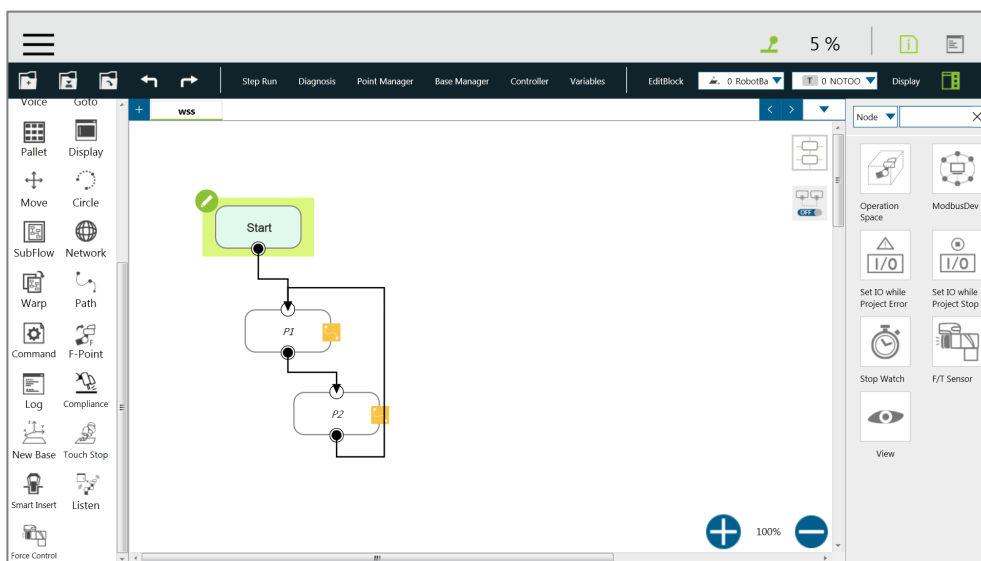 5 %
Step Run
Diagnosis
Point Manager
Base Manager
Controller
Variables
EditBlock
0 RobotBa
T 0 NOTOO
Display
Voice
Goto
Pallet
Display
Move
Circle
SubFlow
Network
Warp
Path
Command
F-Point
Log
Compliance
New Base
Touch Stop
Smart Insert
Listen
Force Control
+
wss
OFF
Start
P1
P2
100%
Node
Operation
Space
ModbusDev
I/O
I/O
Set IO while
Project Error
Set IO while
Project Stop
Stop Watch
F/T Sensor
View